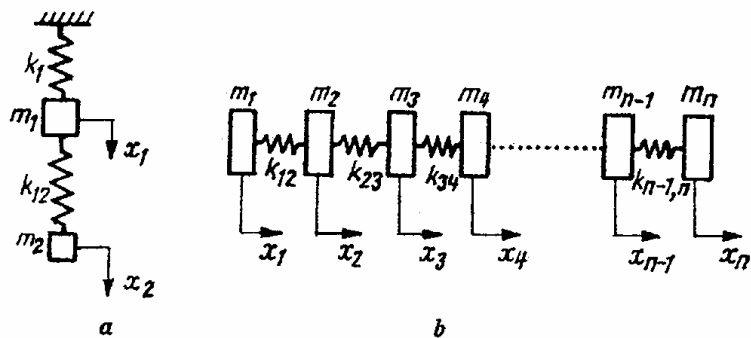 k₁
m₁
x₁
k₁₂
m₂
x₂
a
m₁ m₂ m₃ m₄ mₙ₋₁ mₙ
k₁₂ k₂₃ k₃₄ kₙ₋₁,ₙ
x₁ x₂ x₃ x₄ xₙ₋₁ xₙ
b